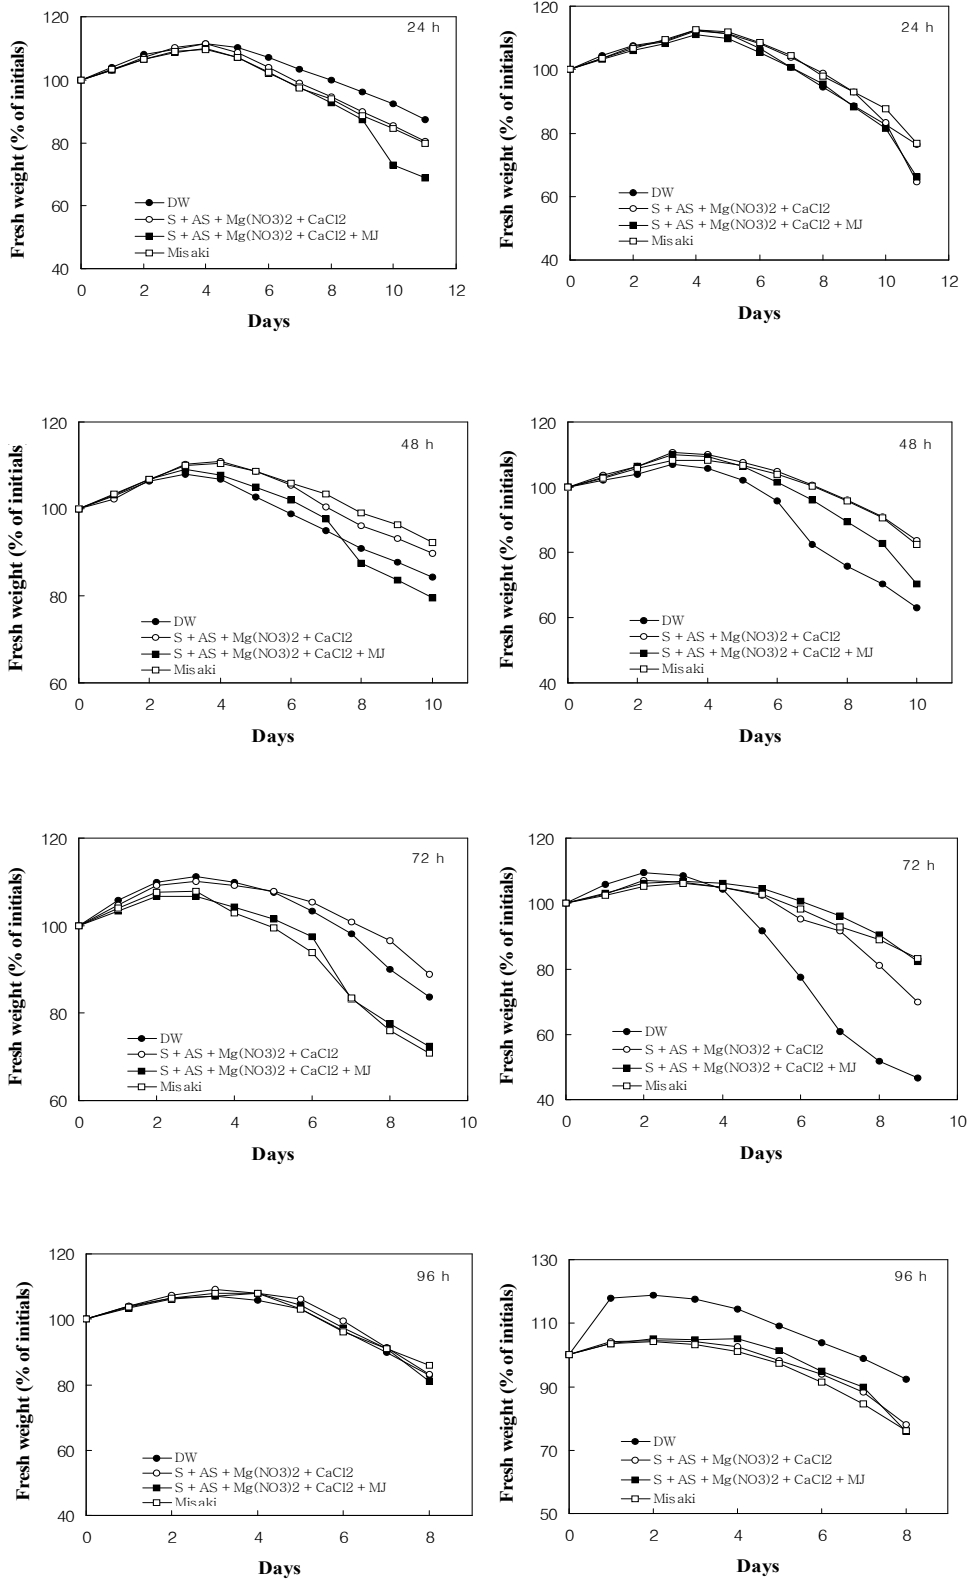 Fresh weight (% of initials)
120
100
80
60
40
24 h
DW
S + AS + Mg(NO3)2 + CaCl2
S + AS + Mg(NO3)2 + CaCl2 + MJ
Misaki
0 2 4 6 8 10 12
Days
Fresh weight (% of initials)
120
100
80
60
40
24 h
DW
S + AS + Mg(NO3)2 + CaCl2
S + AS + Mg(NO3)2 + CaCl2 + MJ
Misaki
0 2 4 6 8 10 12
Days
Fresh weight (% of initials
120
100
80
60
48 h
DW
S + AS + Mg(NO3)2 + CaCl2
S + AS + Mg(NO3)2 + CaCl2 + MJ
Misaki
0 2 4 6 8 10
Days
Fresh weight (% of initials)
120
100
80
60
40
48 h
DW
S + AS + Mg(NO3)2 + CaCl2
S + AS + Mg(NO3)2 + CaCl2 + MJ
Misaki
0 2 4 6 8 10
Days
Fresh weight (% of initials)
120
100
80
60
72 h
DW
S + AS + Mg(NO3)2 + CaCl2
S + AS + Mg(NO3)2 + CaCl2 + MJ
Misaki
0 2 4 6 8 10
Days
Fresh weight (% of initials)
120
100
80
60
40
72 h
DW
S + AS + Mg(NO3)2 + CaCl2
S + AS + Mg(NO3)2 + CaCl2 + MJ
Misaki
0 2 4 6 8 10
Days
Fresh weight (% of initials)
120
100
80
60
40
96 h
DW
S + AS + Mg(NO3)2 + CaCl2
S + AS + Mg(NO3)2 + CaCl2 + MJ
Misaki
0 2 4 6 8
Days
Fresh weight (% of initials)
130
110
90
70
50
96 h
DW
S + AS + Mg(NO3)2 + CaCl2
S + AS + Mg(NO3)2 + CaCl2 + MJ
Misaki
0 2 4 6 8
Days